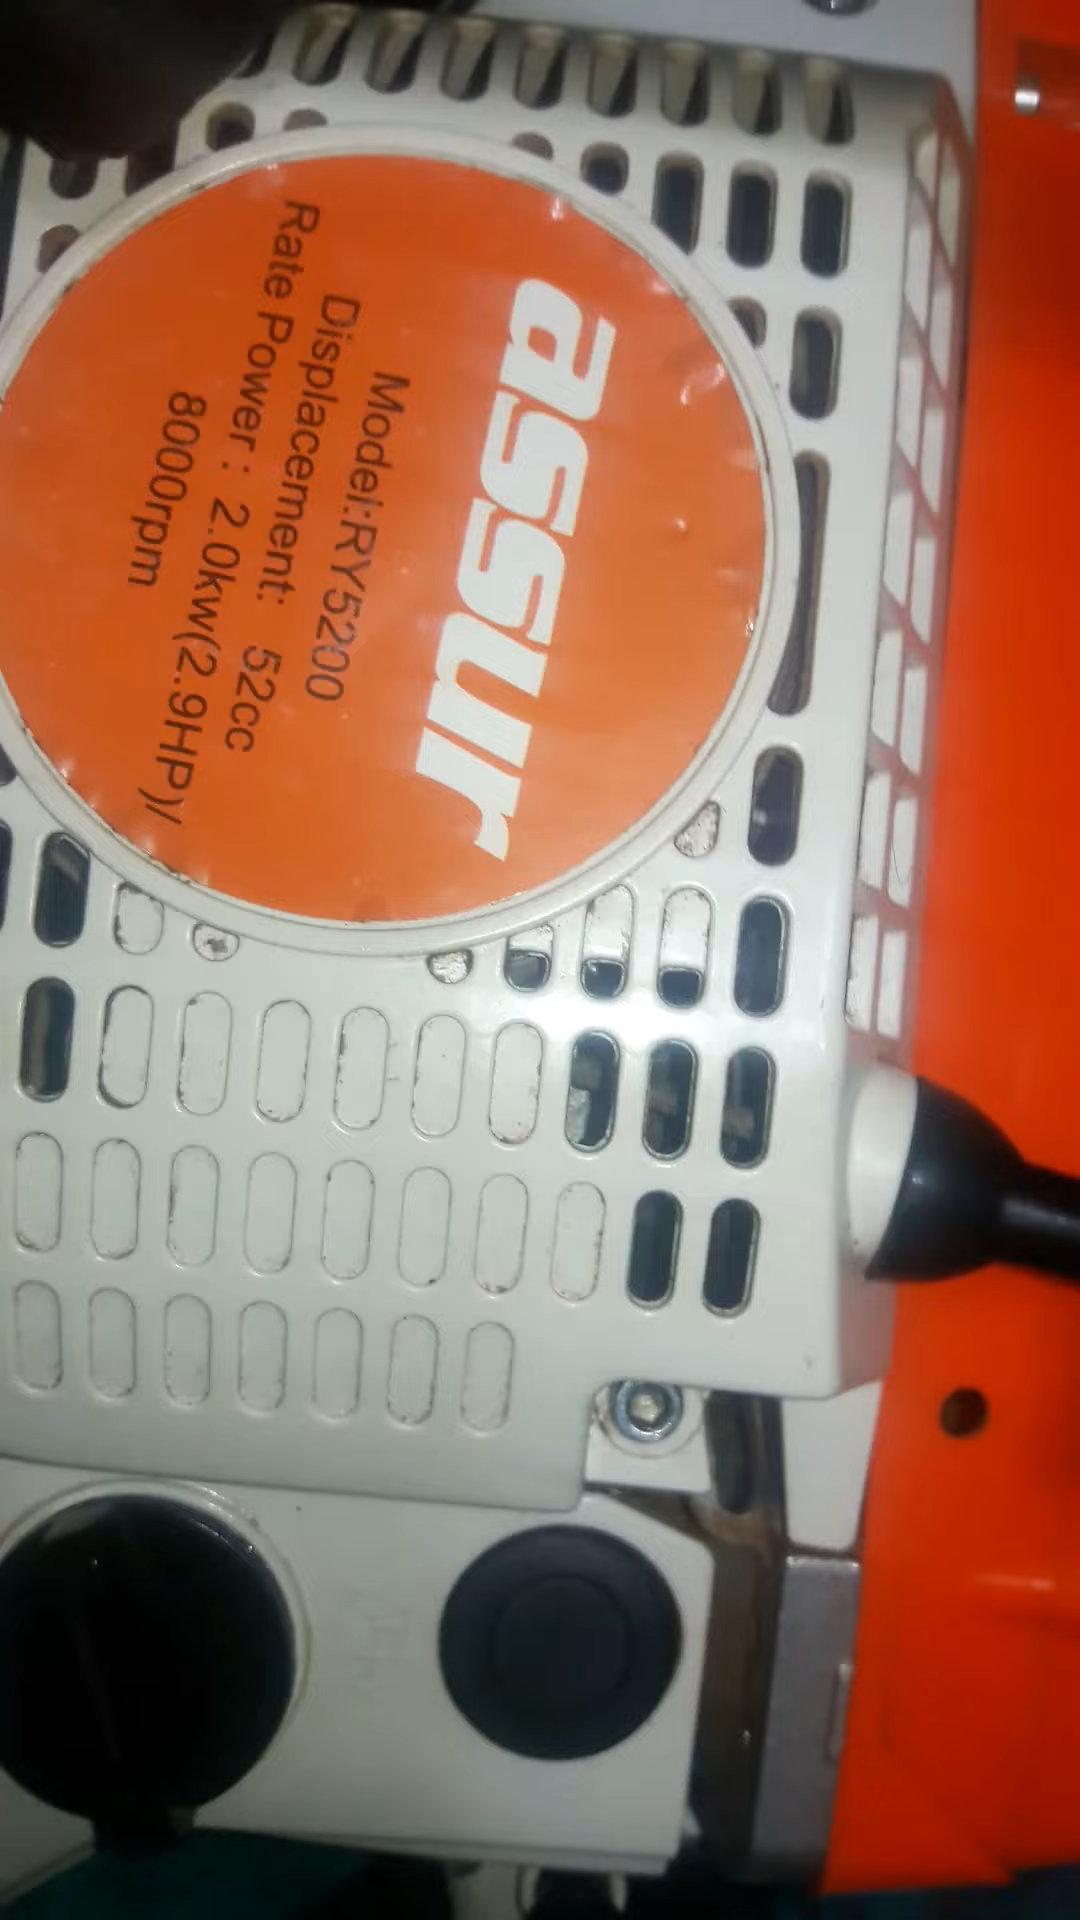 assur
Model:RY5200
Displacement: 52cc
Rate Power: 2.0kw(2.9HP)/
8000rpm